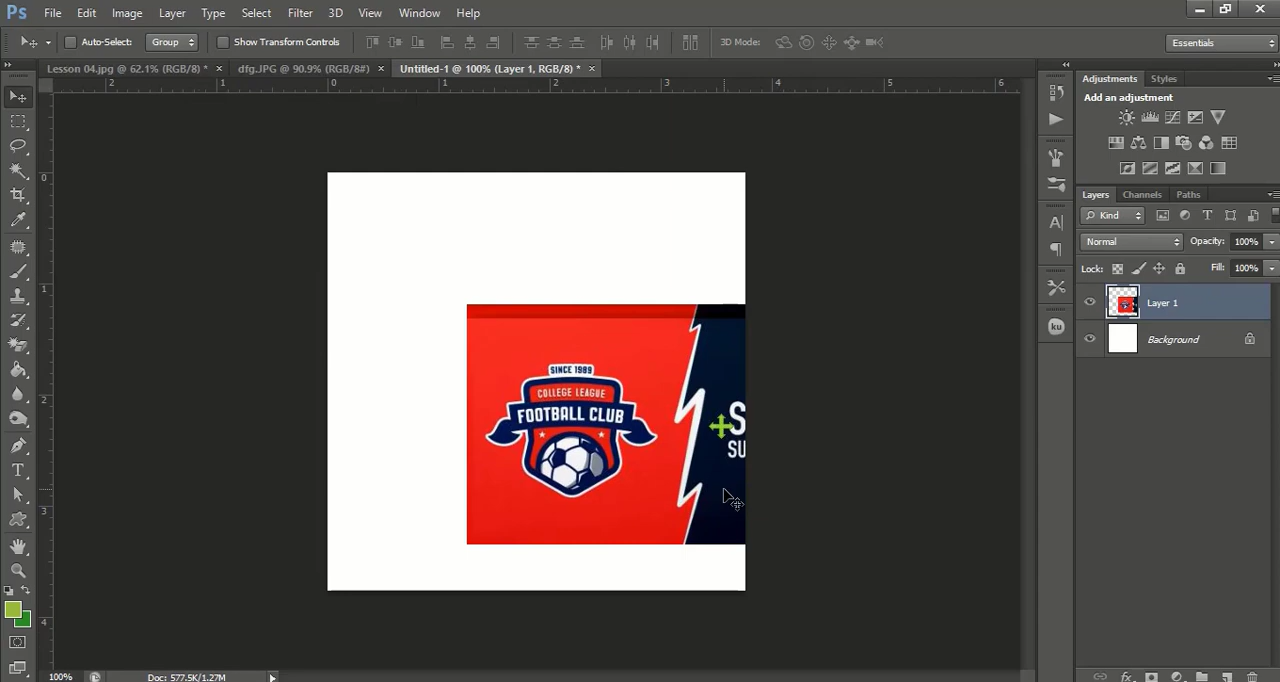 Ps File Edit Image Layer Type Select Filter 3D View Window Help
Auto-Select: Group Show Transform Controls 3D Mode: Essentials
Lesson 04.jpg @ 62.1% (RGB/8) * × dfg.JPG @ 90.9% (RGB/8#) × Untitled-1 @ 100% (Layer 1, RGB/8) * ×
2 1 0 1 2 3 4 5 6
Adjustments Styles
Add an adjustment
Layers Channels Paths
Kind
Normal Opacity: 100%
Lock: Fill: 100%
Layer 1
Background
ku
0
1
2
3
4
SINCE 1989
COLLEGE LEAGUE
FOOTBALL CLUB
S
SU
100% Doc: 577.5K/1.27M